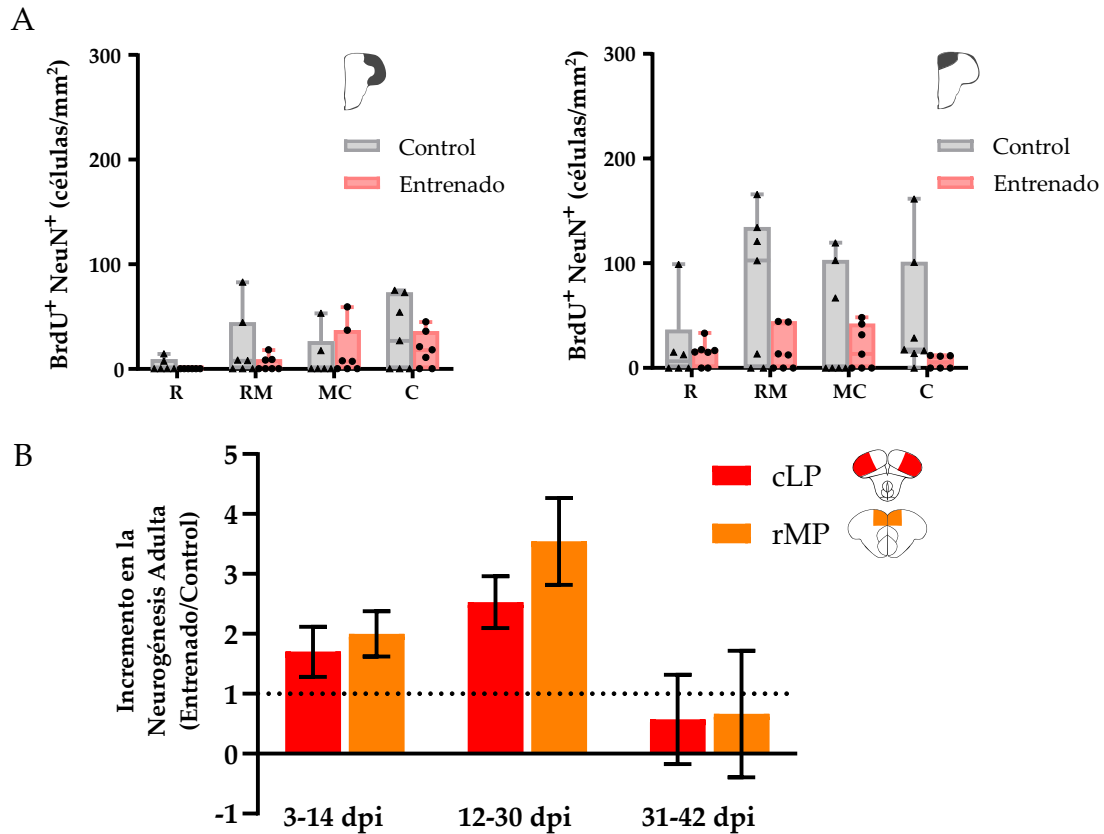 A
BrdU+ NeuN+ (células/mm2)
300
200
100
0
R
RM
MC
C
Control
Entrenado
BrdU+ NeuN+ (células/mm2)
300
200
100
0
R
RM
MC
C
Control
Entrenado
B
Incremento en la
Neurogénesis Adulta
(Entrenado/Control)
5
4
3
2
1
0
-1
3-14 dpi
12-30 dpi
31-42 dpi
cLP
rMP